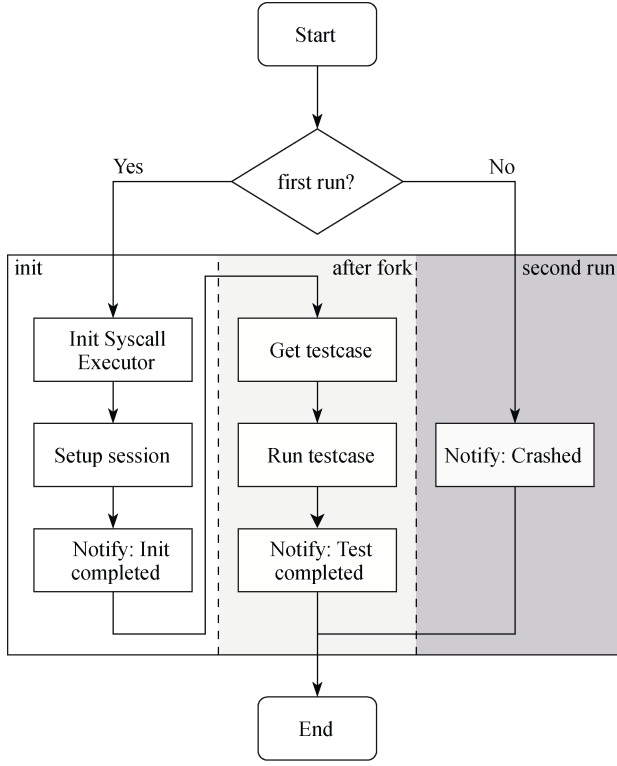 Start
first run?
Yes
No
init
after fork
second run
Init Syscall
Executor
Get testcase
Setup session
Run testcase
Notify: Crashed
Notify: Init
completed
Notify: Test
completed
End